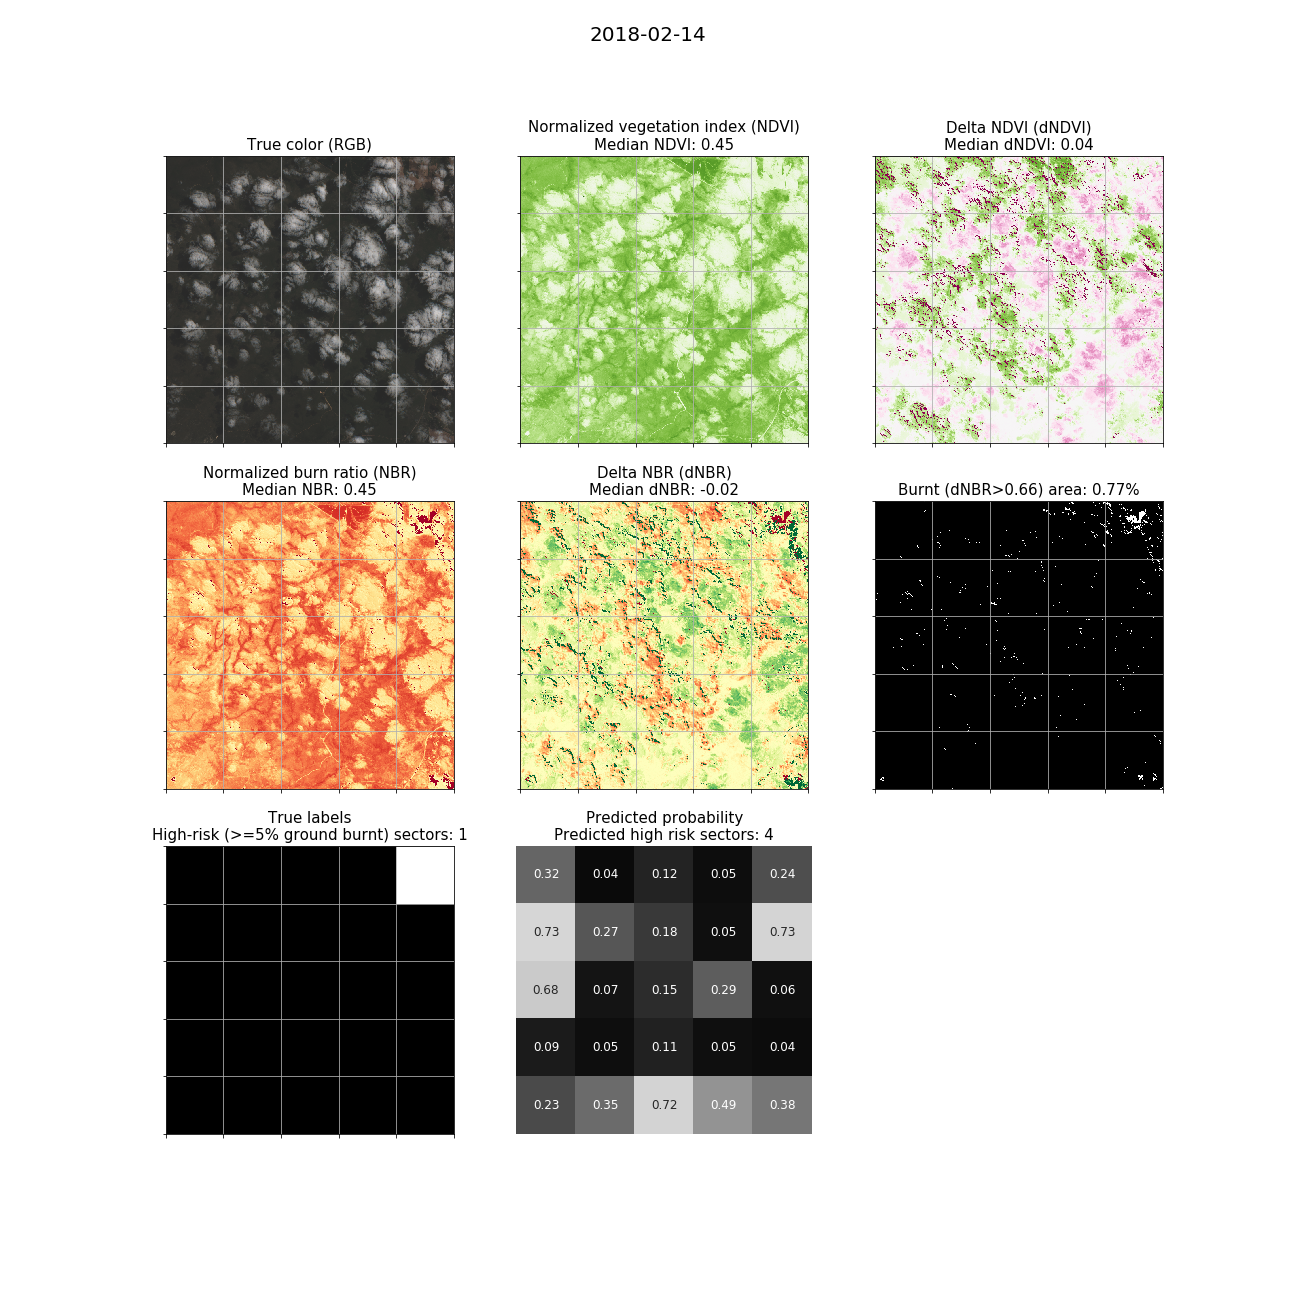 2018-02-14
True color (RGB)
Normalized vegetation index (NDVI)
Median NDVI: 0.45
Delta NDVI (dNDVI)
Median dNDVI: 0.04
Normalized burn ratio (NBR)
Median NBR: 0.45
Delta NBR (dNBR)
Median dNBR: -0.02
Burnt (dNBR>0.66) area: 0.77%
True labels
High-risk (>=5% ground burnt) sectors: 1
Predicted probability
Predicted high risk sectors: 4
0.32 0.04 0.12 0.05 0.24
0.73 0.27 0.18 0.05 0.73
0.68 0.07 0.15 0.29 0.06
0.09 0.05 0.11 0.05 0.04
0.23 0.35 0.72 0.49 0.38